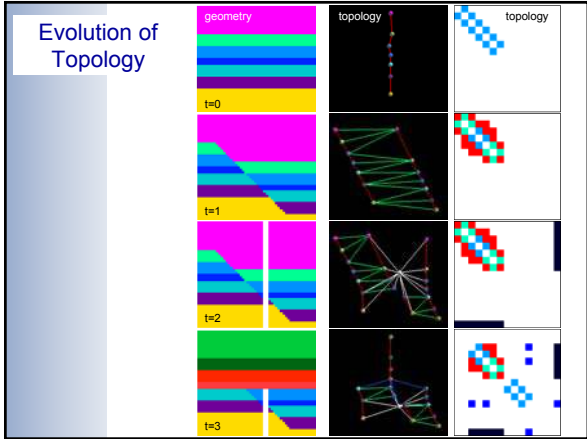 Evolution of
Topology
geometry
topology
topology
t=0
t=1
t=2
t=3